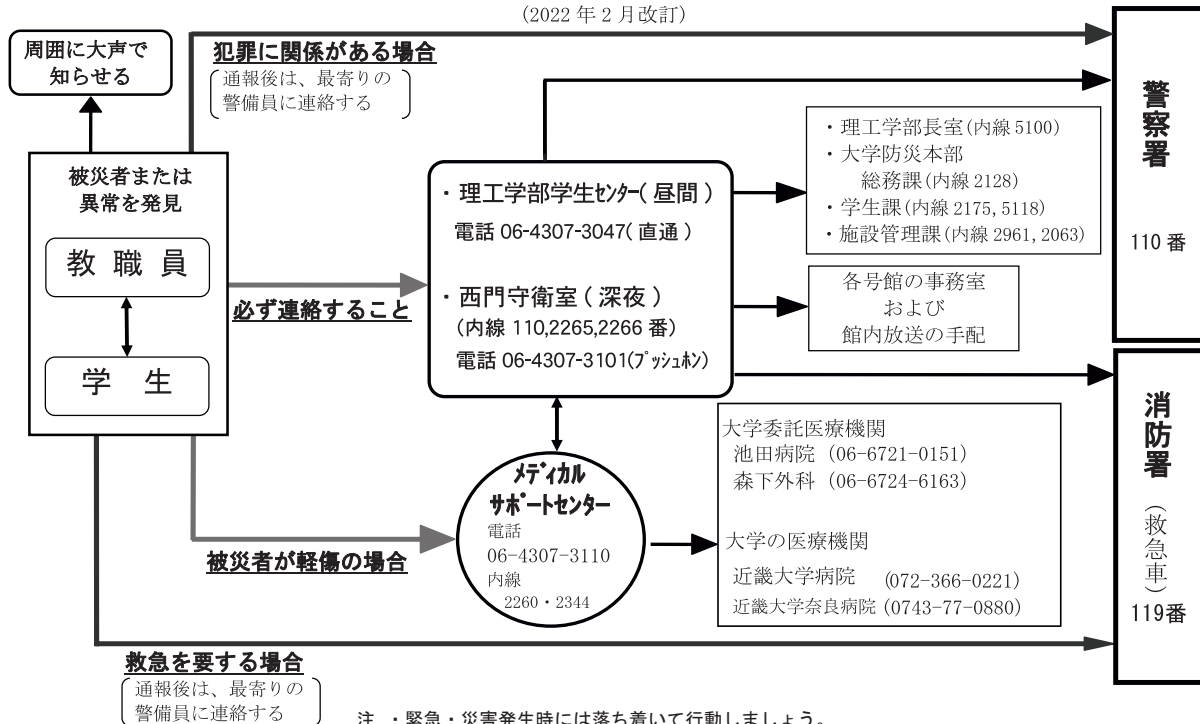 (2022 年 2 月改訂)
周囲に大声で
知らせる
犯罪に関係がある場合
通報後は、最寄りの
警備員に連絡する
被災者または
異常を発見
教 職 員
学 生
必ず連絡すること
・理工学部学生ｾﾝﾀｰ( 昼間 )
電話 06-4307-3047( 直通 )
・西門守衛室 ( 深夜 )
(内線 110,2265,2266 番)
電話 06-4307-3101(ﾌﾟｯｼｭﾎﾝ)
・理工学部長室(内線 5100)
・大学防災本部
総務課(内線 2128)
・学生課(内線 2175, 5118)
・施設管理課(内線 2961, 2063)
各号館の事務室
および
館内放送の手配
警察署
110 番
消防署
（救急車）
119番
被災者が軽傷の場合
ﾒﾃﾞｨｶﾙ
ｻﾎﾟｰﾄｾﾝﾀｰ
電話
06-4307-3110
内線
2260・2344
大学委託医療機関
池田病院 (06-6721-0151)
森下外科 (06-6724-6163)
大学の医療機関
近畿大学病院 (072-366-0221)
近畿大学奈良病院 (0743-77-0880)
救急を要する場合
通報後は、最寄りの
警備員に連絡する
注 ・緊急・災害発生時には落ち着いて行動しましょう。